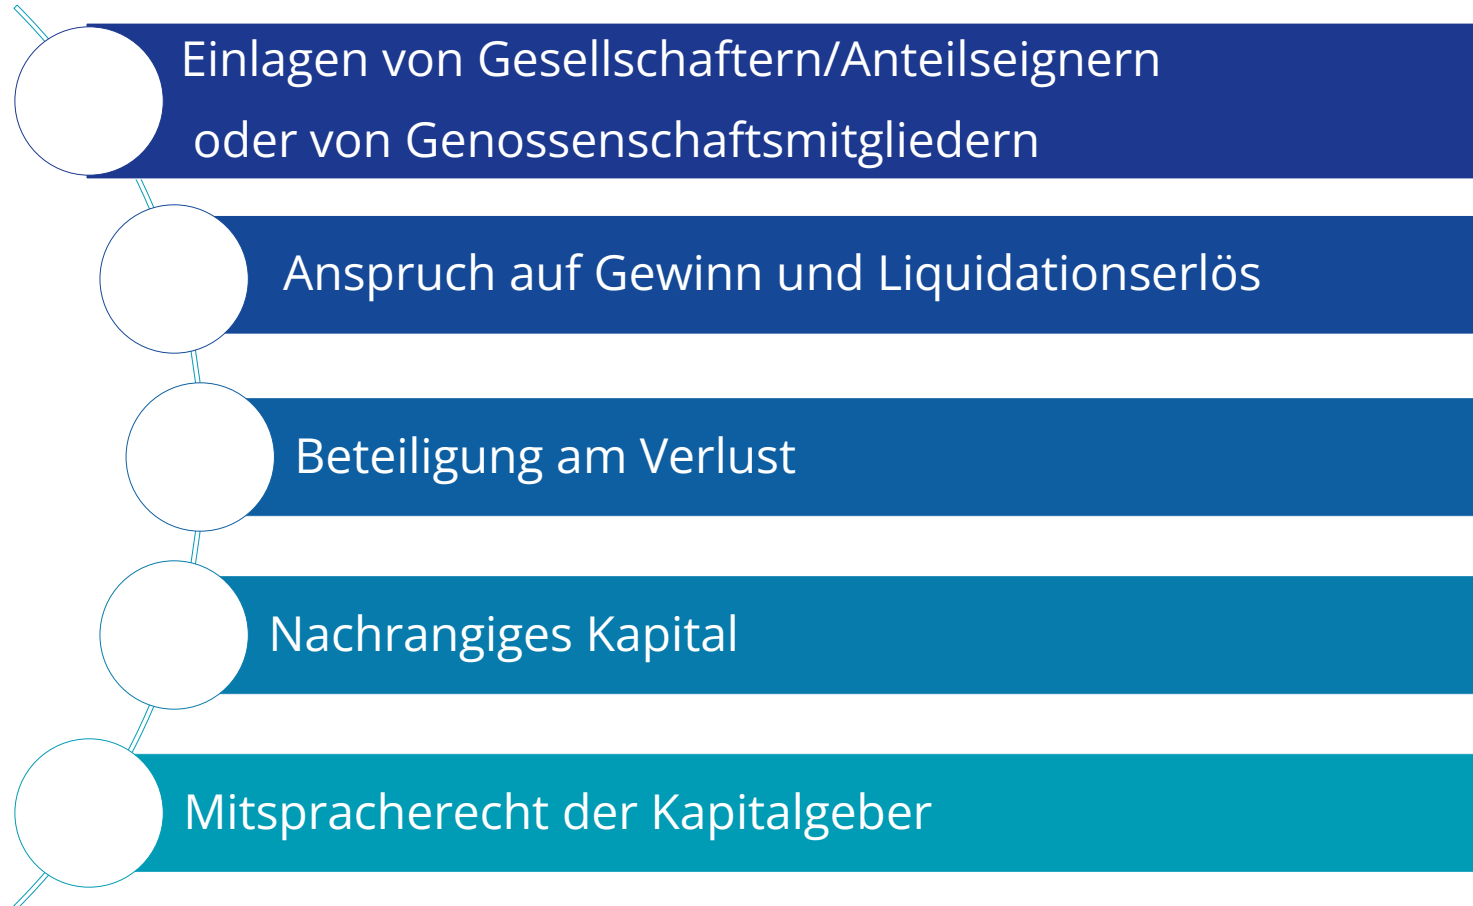 Einlagen von Gesellschaftern/Anteilseignern
oder von Genossenschaftsmitgliedern
Anspruch auf Gewinn und Liquidationserlös
Beteiligung am Verlust
Nachrangiges Kapital
Mitspracherecht der Kapitalgeber